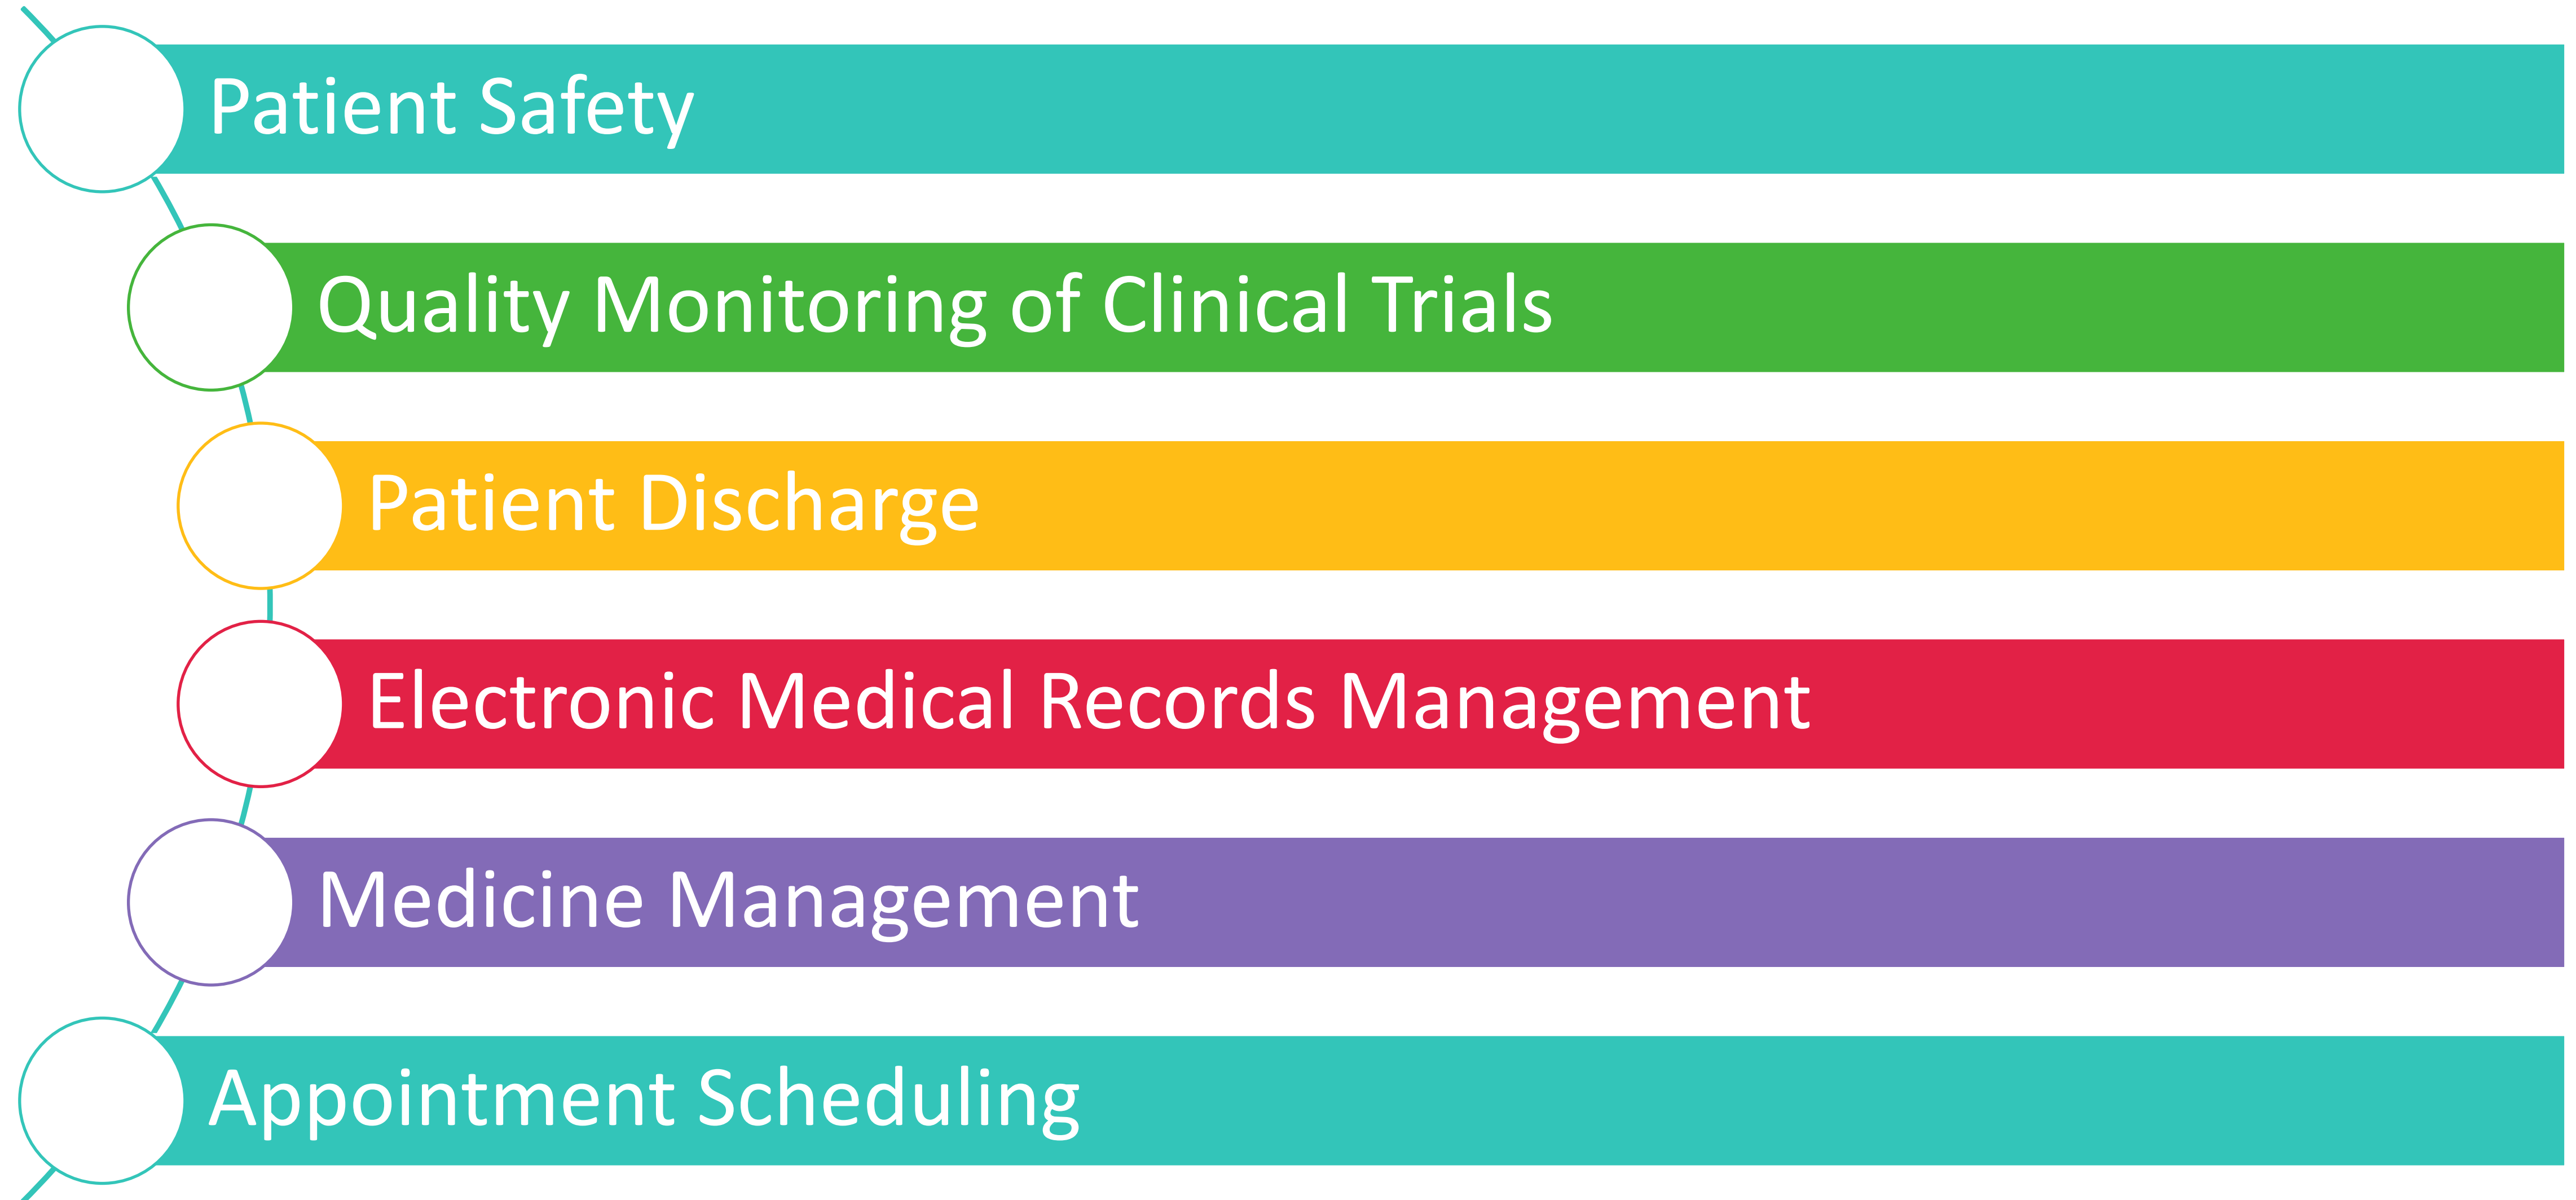 Patient Safety
Quality Monitoring of Clinical Trials
Patient Discharge
Electronic Medical Records Management
Medicine Management
Appointment Scheduling